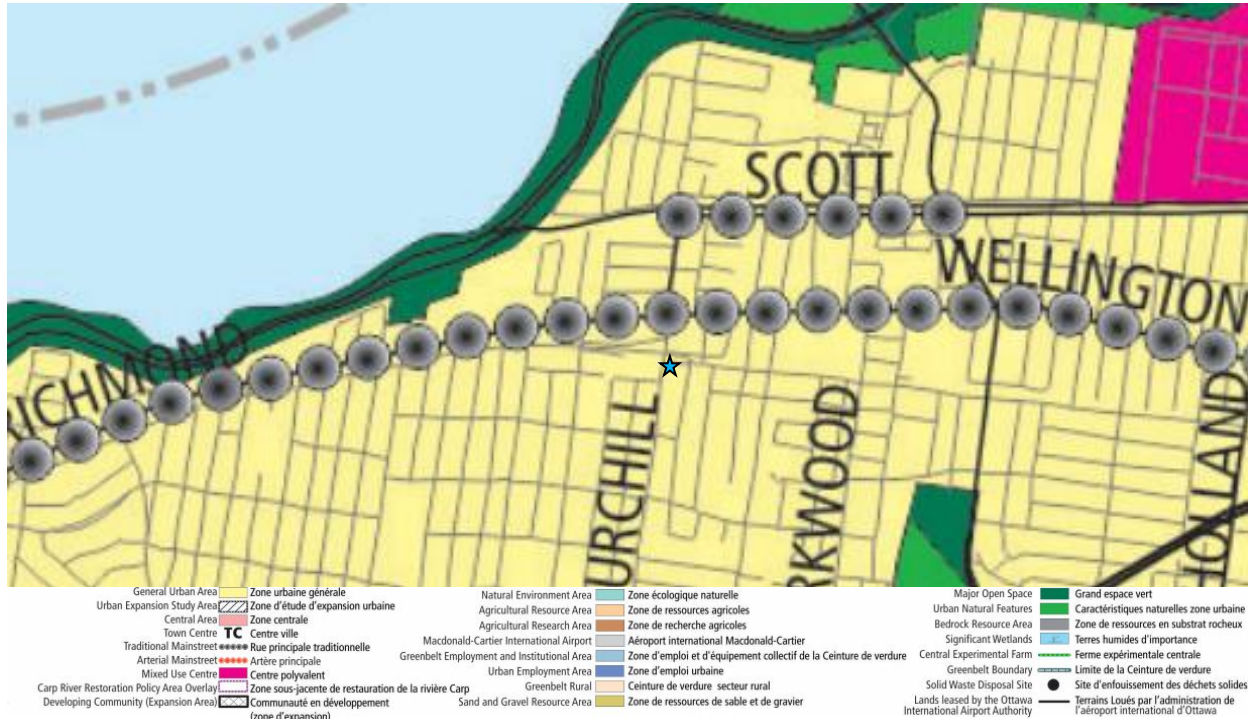 SCOTT
WELLINGTON
RICHMOND
URCHILL
RKWOOD
HOLLAND
General Urban Area Zone urbaine générale
Urban Expansion Study Area Zone d'étude d'expansion urbaine
Central Area Zone centrale
Town Centre TC Centre ville
Traditional Mainstreet Rue principale traditionnelle
Arterial Mainstreet Artère principale
Mixed Use Centre Centre polyvalent
Carp River Restoration Policy Area Overlay Zone sous-jacente de restauration de la rivière Carp
Developing Community (Expansion Area) Communauté en développement
(zone d'expansion)
Natural Environment Area Zone écologique naturelle
Agricultural Resource Area Zone de ressources agricoles
Agricultural Research Area Zone de recherche agricoles
Macdonald-Cartier International Airport Aéroport international Macdonald-Cartier
Greenbelt Employment and Institutional Area Zone d'emploi et d'équipement collectif de la Ceinture de verdure
Urban Employment Area Zone d'emploi urbaine
Greenbelt Rural Ceinture de verdure secteur rural
Sand and Gravel Resource Area Zone de ressources de sable et de gravier
Major Open Space Grand espace vert
Urban Natural Features Caractéristiques naturelles zone urbaine
Bedrock Resource Area Zone de ressources en substrat rocheux
Significant Wetlands Terres humides d'importance
Central Experimental Farm Ferme expérimentale centrale
Greenbelt Boundary Limite de la Ceinture de verdure
Solid Waste Disposal Site Site d'enfouissement des déchets solides
Lands leased by the Ottawa Terrains Loués par l'administration de
International Airport Authority l'aéroport international d'Ottawa